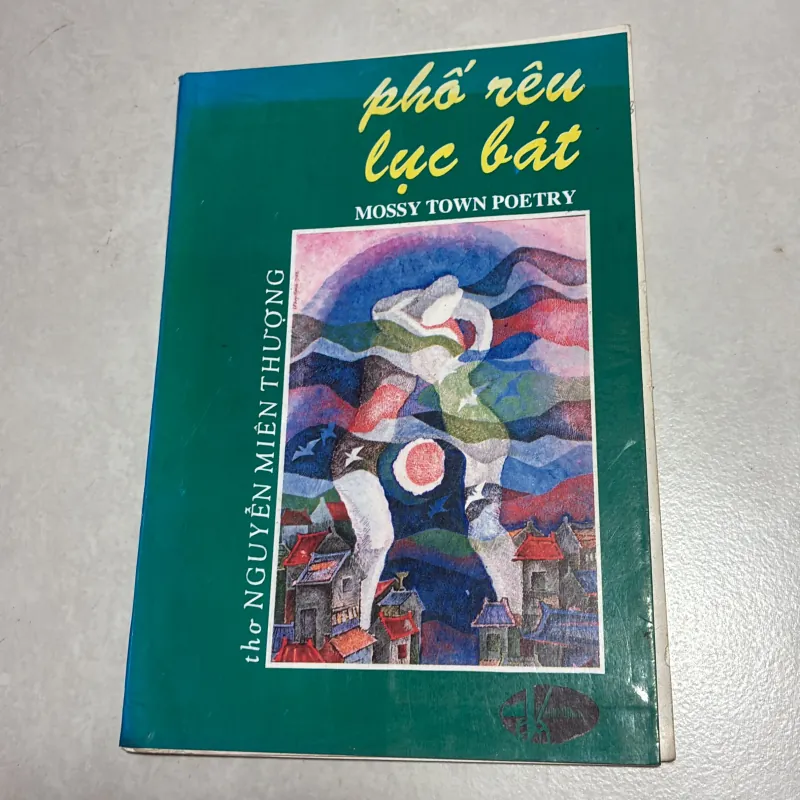 phố rêu
lục bát
MOSSY TOWN POETRY
thơ NGUYỄN MIÊN THƯỢNG